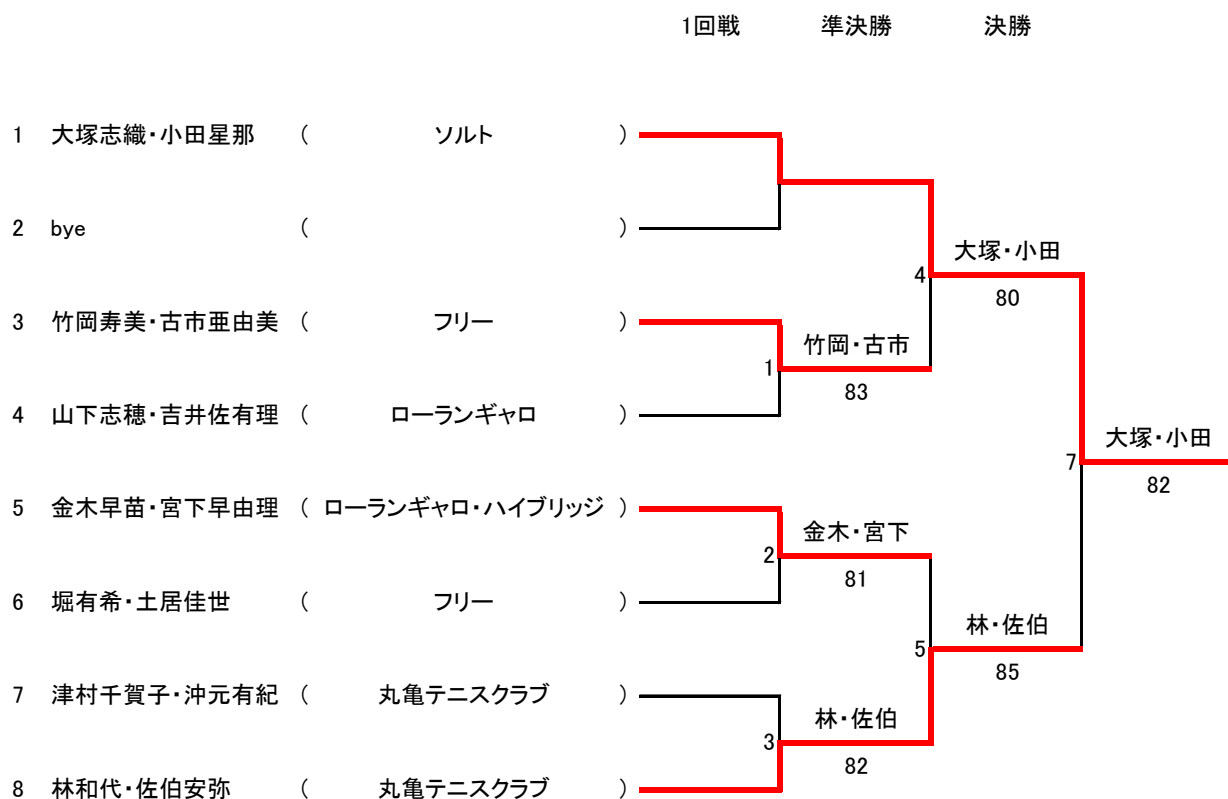 1回戦 準決勝 決勝
1 大塚志織・小田星那 ( ソルト )
2 bye ( )
大塚・小田
4
80
3 竹岡寿美・古市亜由美 ( フリー )
竹岡・古市
1
83
4 山下志穂・吉井佐有理 ( ローランギャロ )
大塚・小田
7
82
5 金木早苗・宮下早由理 ( ローランギャロ・ハイブリッジ )
金木・宮下
2
81
6 堀有希・土居佳世 ( フリー )
林・佐伯
5
85
7 津村千賀子・沖元有紀 ( 丸亀テニスクラブ )
林・佐伯
3
82
8 林和代・佐伯安弥 ( 丸亀テニスクラブ )